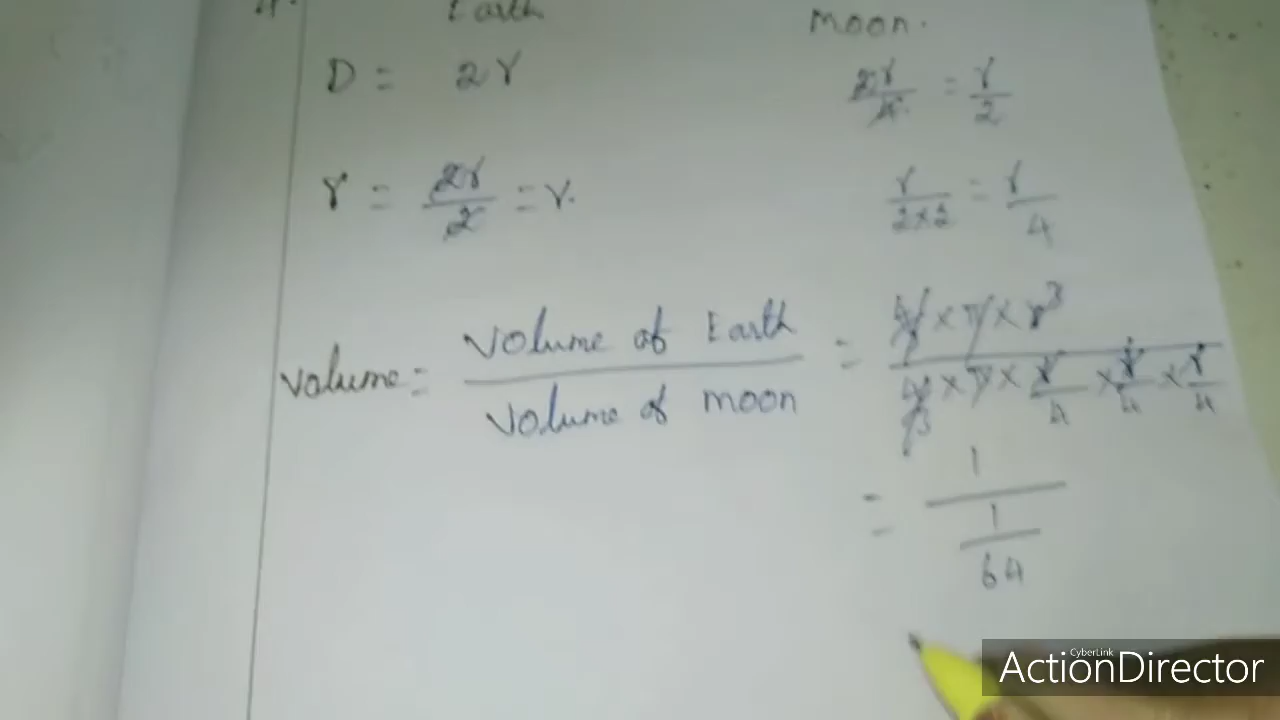 4. Earth moon.
D = 2r 2r/4 = r/2
r = 2r/2 = r. r/2×2 = r/4
volume = volume of Earth / volume of moon = 4/3 × π × r³ / 4/3 × π × r/4 × r/4 × r/4
= 1 / 1/64
CyberLink
ActionDirector